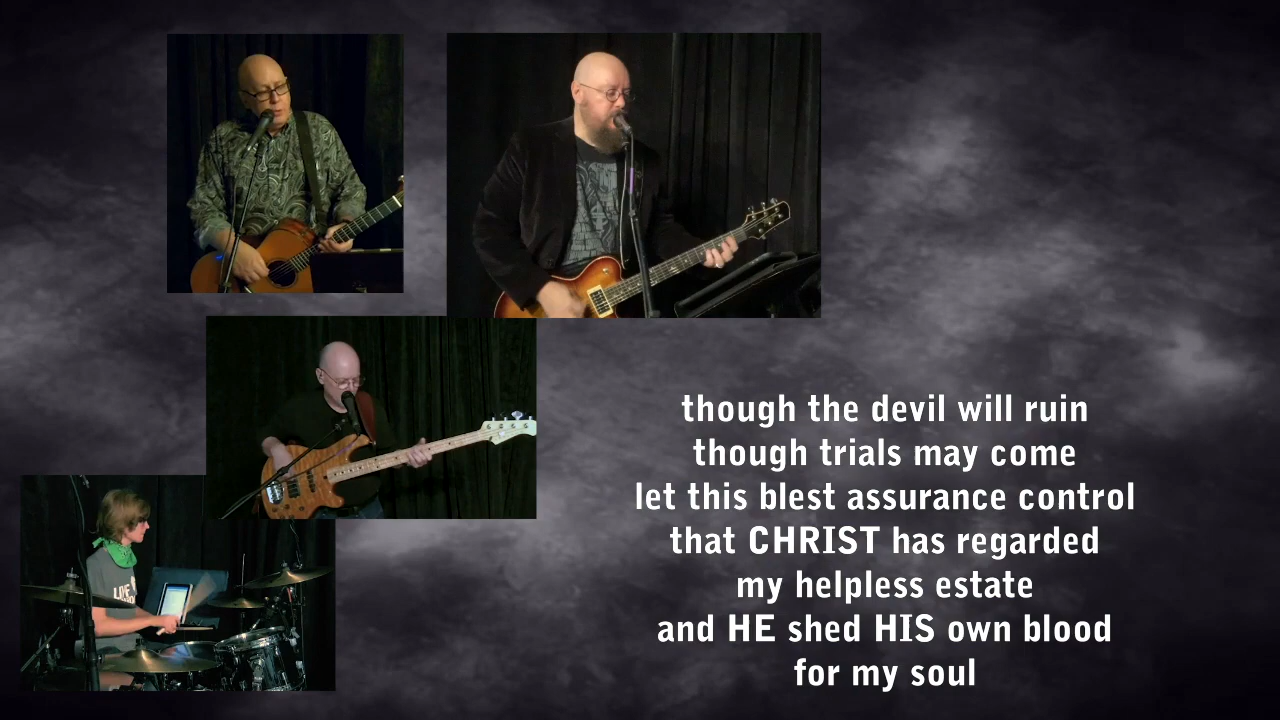 though the devil will ruin
though trials may come
let this blest assurance control
that CHRIST has regarded
my helpless estate
and HE shed HIS own blood
for my soul